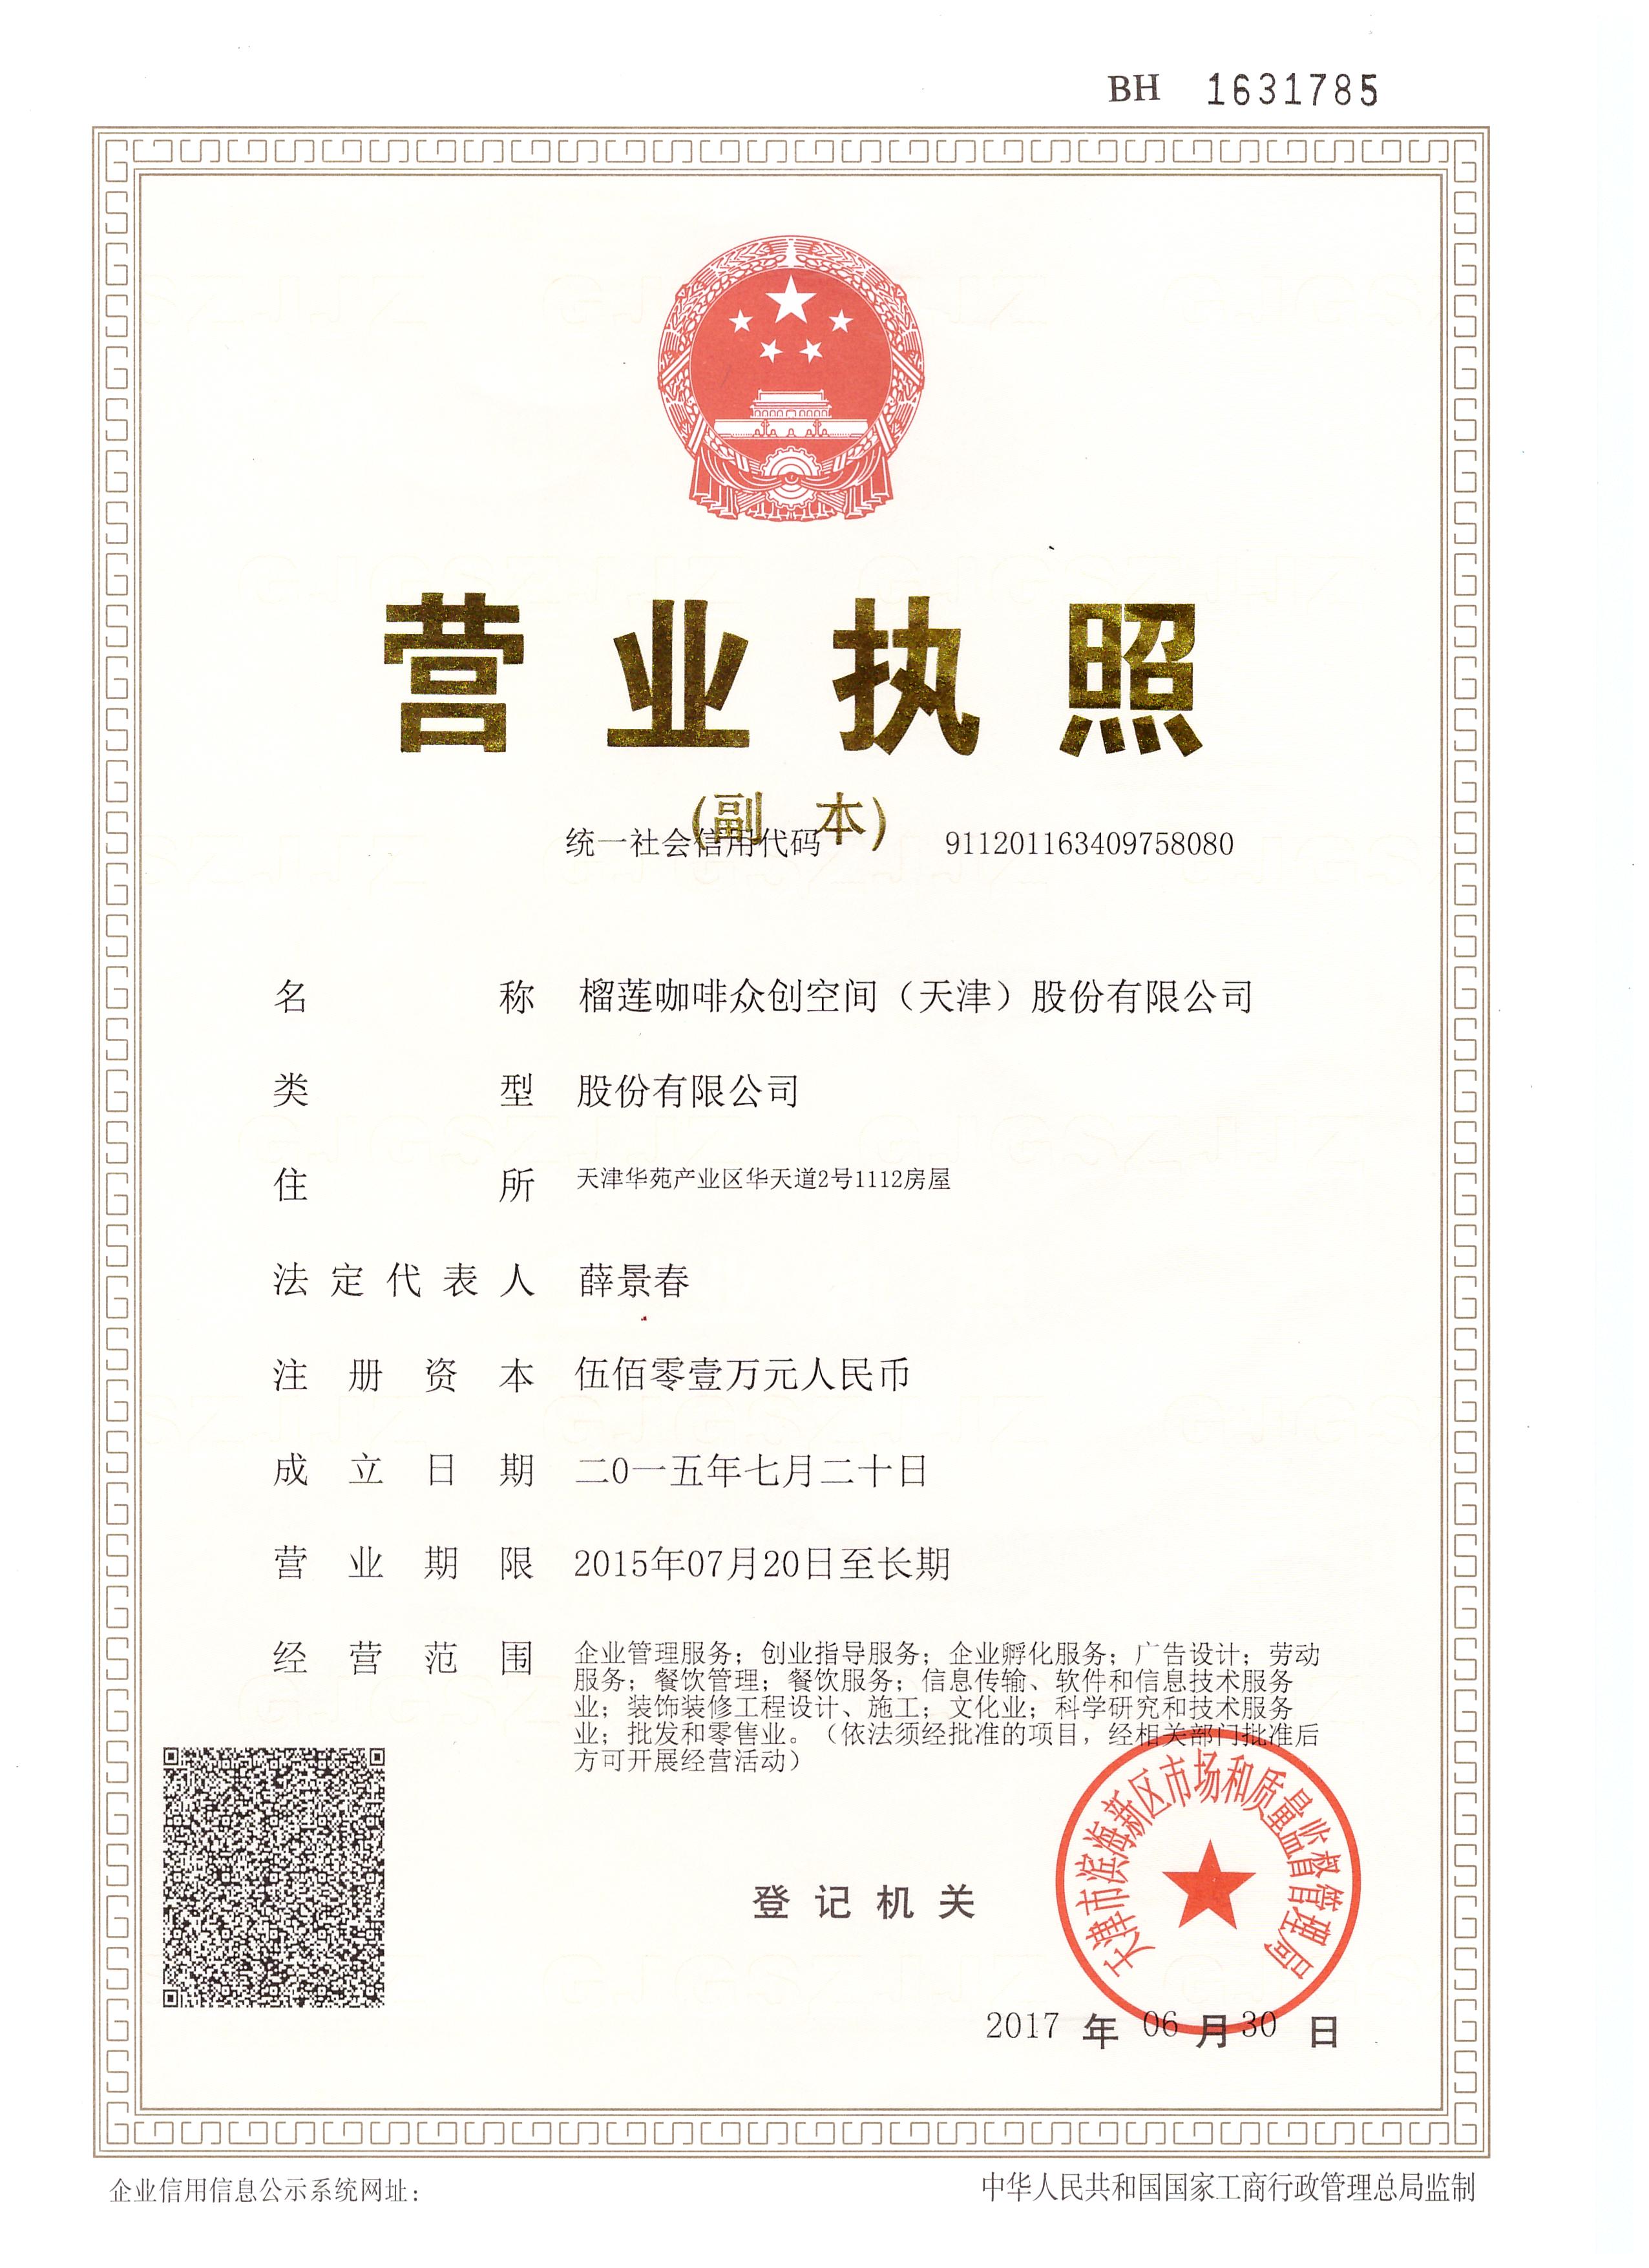 BH 1631785
营业执照
(副 本)
统一社会信用代码 911201163409758080
名称 榴莲咖啡众创空间（天津）股份有限公司
类型 股份有限公司
住所 天津华苑产业区华天道2号1112房屋
法定代表人 薛景春
注册资本 伍佰零壹万元人民币
成立日期 二0一五年七月二十日
营业期限 2015年07月20日至长期
经营范围 企业管理服务；创业指导服务；企业孵化服务；广告设计；劳动
服务；餐饮管理；餐饮服务；信息传输、软件和信息技术服务
业；装饰装修工程设计、施工；文化业；科学研究和技术服务
业；批发和零售业。（依法须经批准的项目，经相关部门批准后
方可开展经营活动）
天津市滨海新区市场和质量监督管理局
登记机关
2017 年 06 月 30 日
企业信用信息公示系统网址：
中华人民共和国国家工商行政管理总局监制